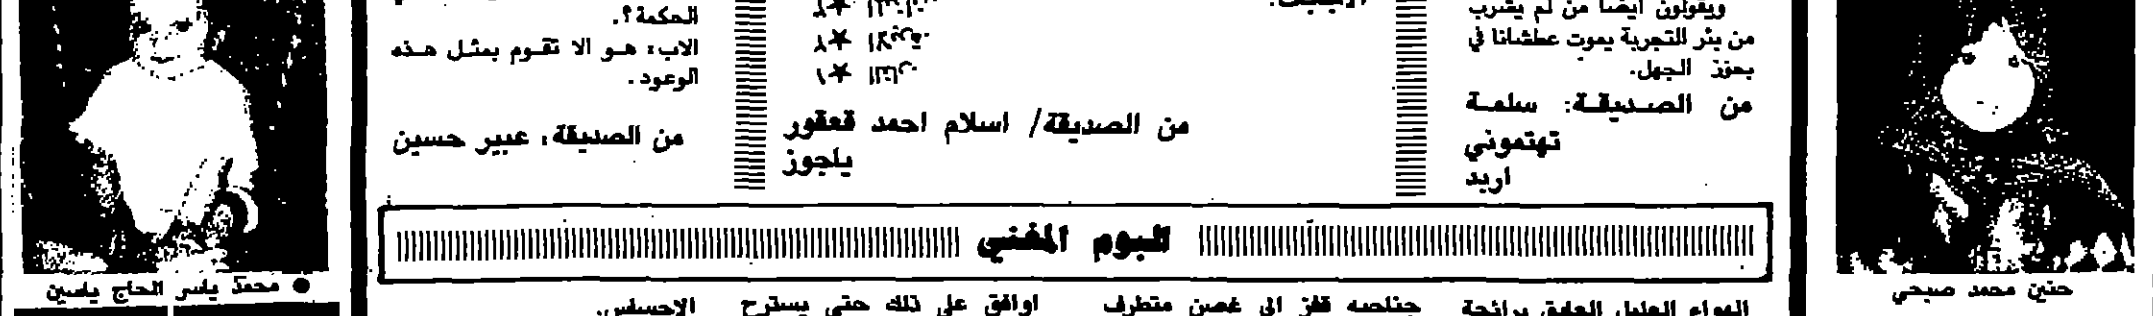 ويقولون ايضا من لم يشرب
من بئر التجربة يموت عطشانا في
بحوَز الجهل.
من الصديقة: سلمة
تهتموني
اربد
من الصديقة/ اسلام احمد قعقور
ياجوز
الحكمة؟.
الاب: هو الا تقوم بمثل هذه
الوعود.
من الصديقة، عبير حسين
البوم المغني
الهواء العليل العابق برائحة
جناحيه قفز الى غصن متطرف
اوافق على ذلك حتى يسترح
الاحساس.
حنين محمد صبحي
● محمد ياسر الحاج ياسين